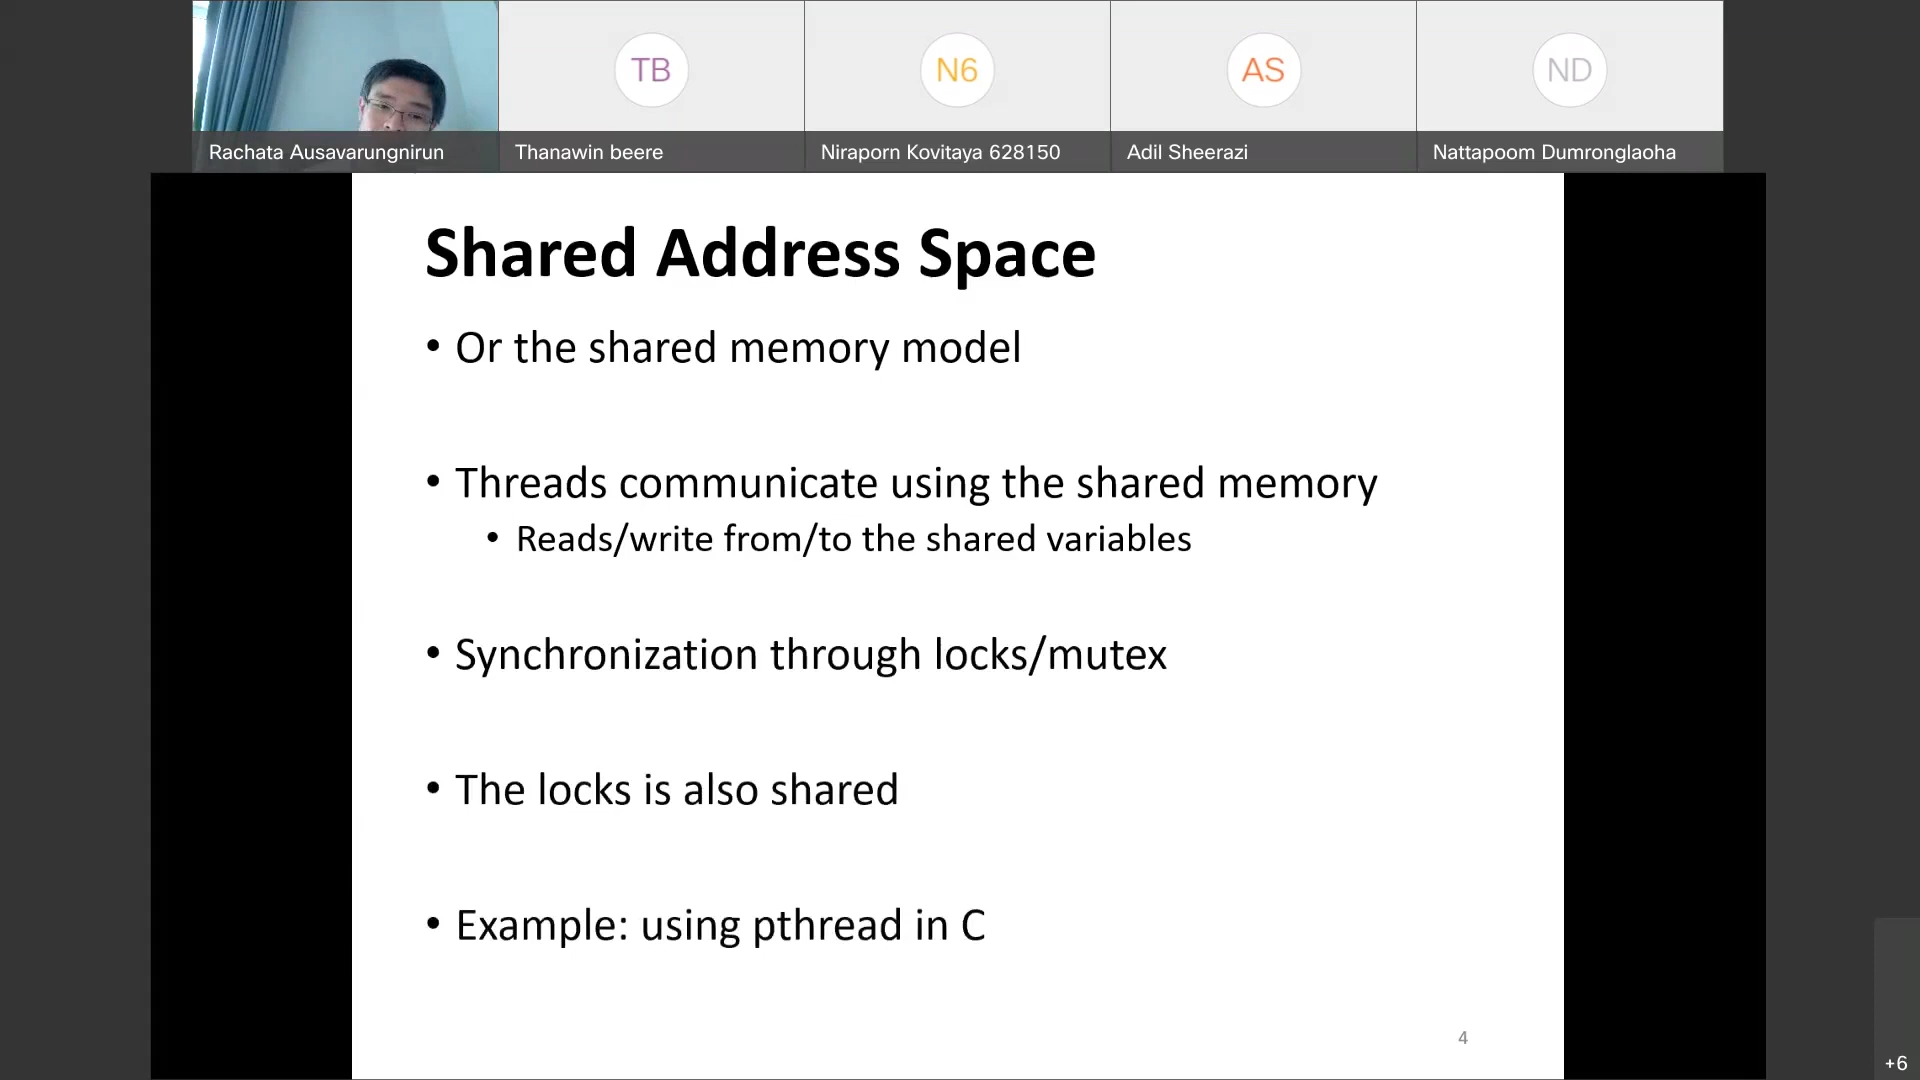 TB
N6
AS
ND
Rachata Ausavarungnirun
Thanawin beere
Niraporn Kovitaya 628150
Adil Sheerazi
Nattapoom Dumronglaoha
Shared Address Space
• Or the shared memory model
• Threads communicate using the shared memory
• Reads/write from/to the shared variables
• Synchronization through locks/mutex
• The locks is also shared
• Example: using pthread in C
4
+6